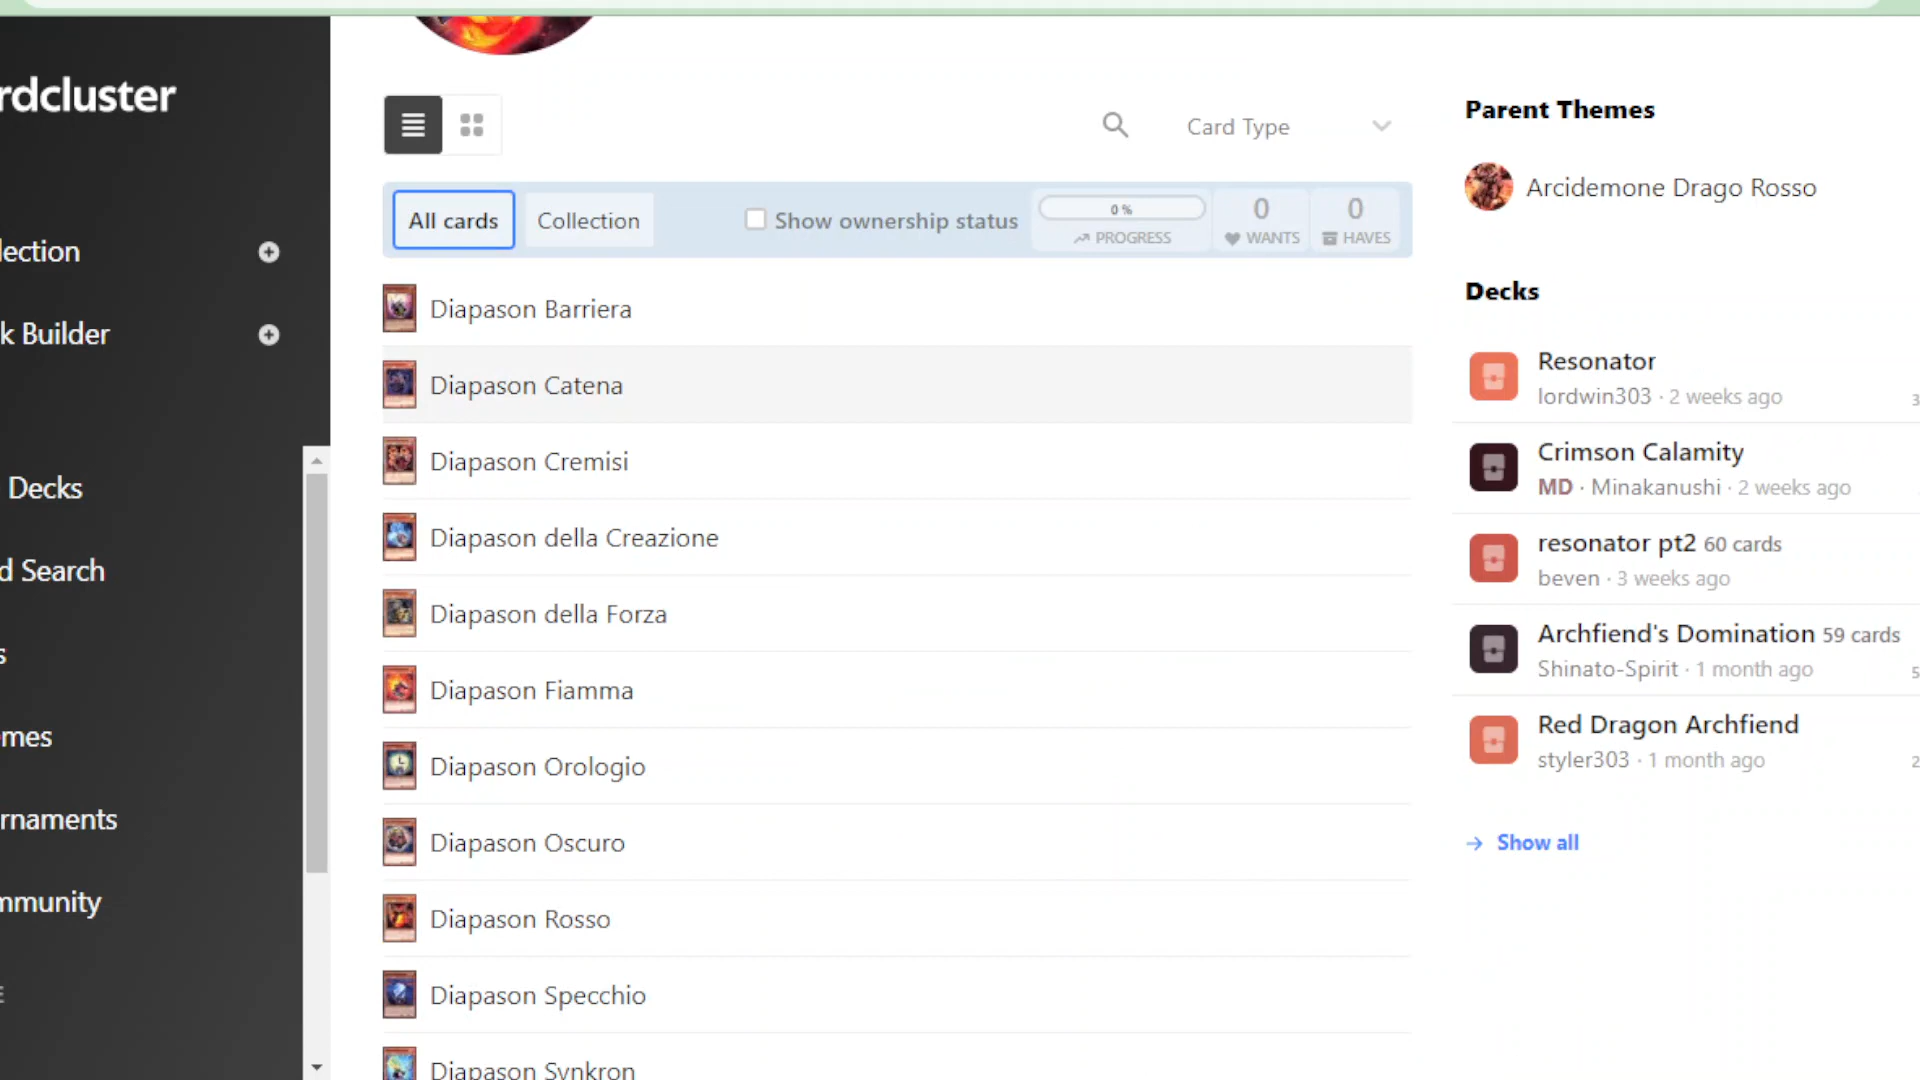 rdcluster
lection
k Builder
Decks
d Search
s
mes
rnaments
mmunity
E
Card Type
All cards
Collection
Show ownership status
0 %
PROGRESS
0
WANTS
0
HAVES
Diapason Barriera
Diapason Catena
Diapason Cremisi
Diapason della Creazione
Diapason della Forza
Diapason Fiamma
Diapason Orologio
Diapason Oscuro
Diapason Rosso
Diapason Specchio
Diapason Synkron
Parent Themes
Arcidemone Drago Rosso
Decks
Resonator
lordwin303 · 2 weeks ago
3
Crimson Calamity
MD · Minakanushi · 2 weeks ago
resonator pt2 60 cards
beven · 3 weeks ago
Archfiend's Domination 59 cards
Shinato-Spirit · 1 month ago
5
Red Dragon Archfiend
styler303 · 1 month ago
2
Show all